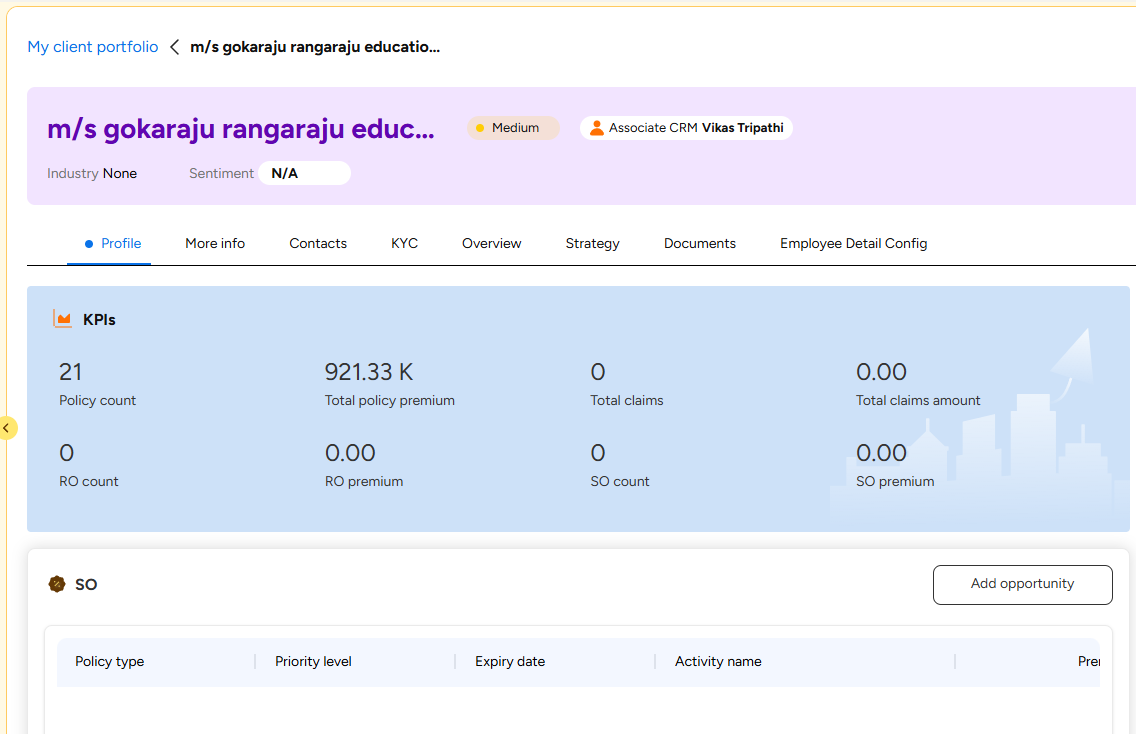 My client portfolio m/s gokaraju rangaraju educatio...
m/s gokaraju rangaraju educ... Medium Associate CRM Vikas Tripathi
Industry None Sentiment N/A
Profile More info Contacts KYC Overview Strategy Documents Employee Detail Config
KPIs
21 921.33 K 0 0.00
Policy count Total policy premium Total claims Total claims amount
0 0.00 0 0.00
RO count RO premium SO count SO premium
SO Add opportunity
Policy type Priority level Expiry date Activity name